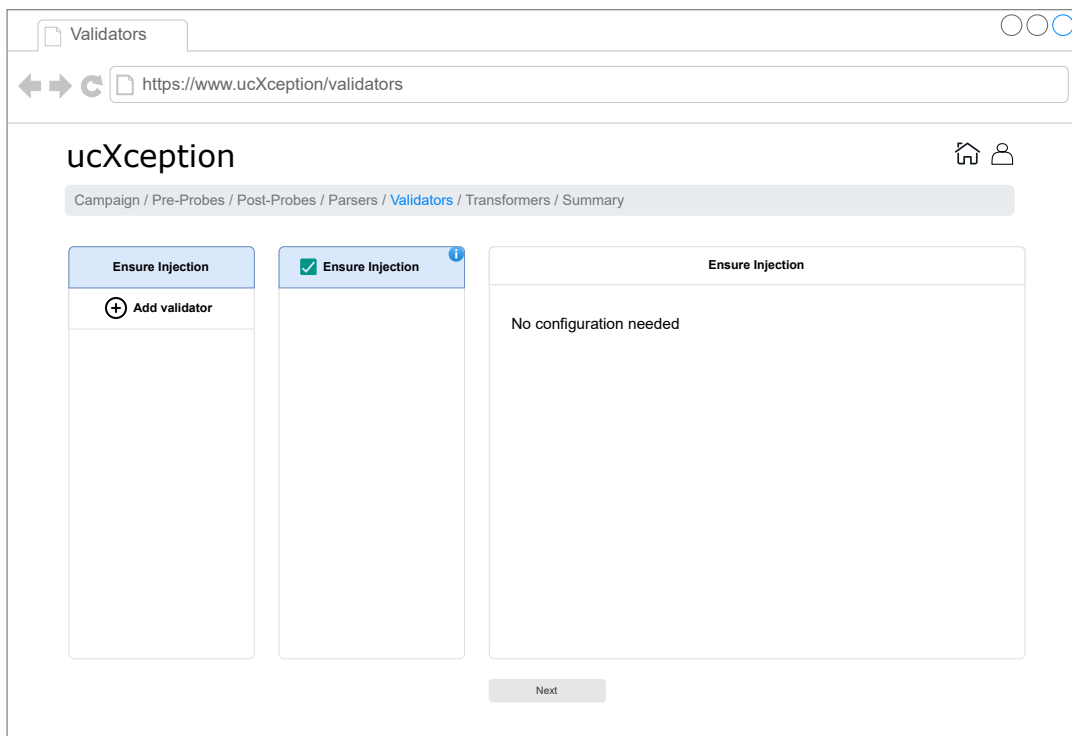 Validators
https://www.ucXception/validators
ucXception
Campaign / Pre-Probes / Post-Probes / Parsers / Validators / Transformers / Summary
Ensure Injection
Add validator
Ensure Injection
i
Ensure Injection
No configuration needed
Next